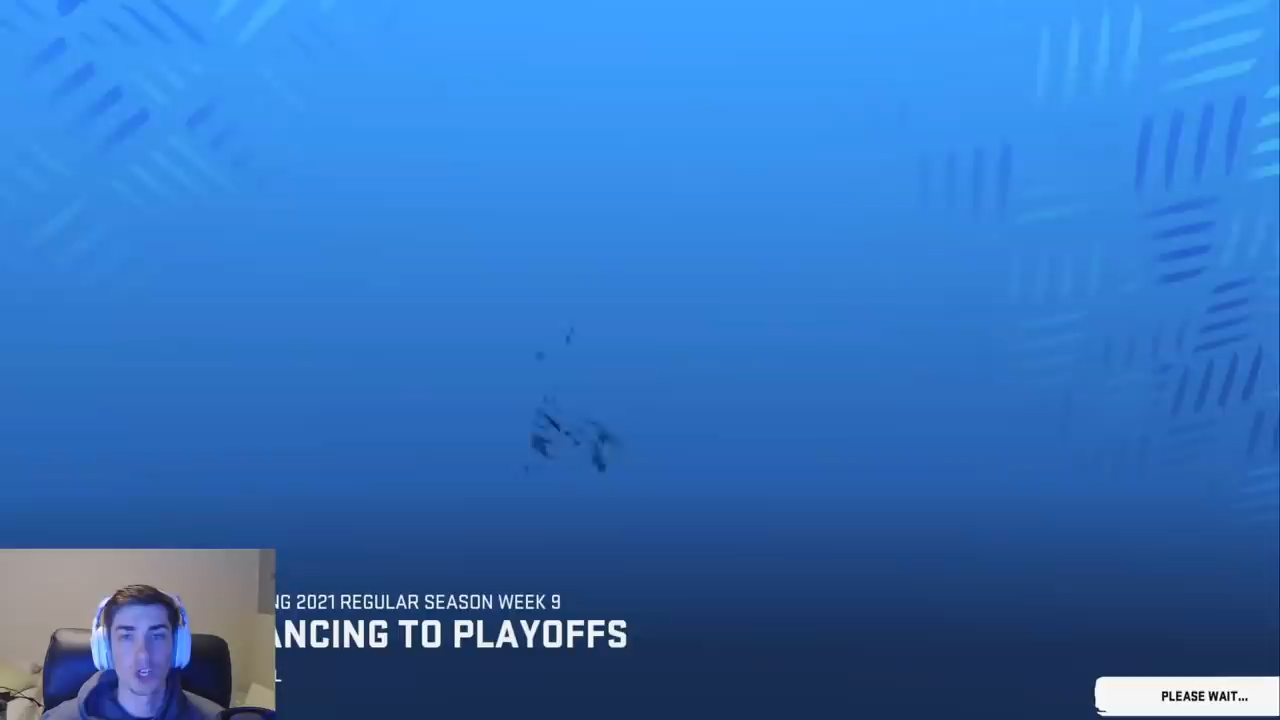 NG 2021 REGULAR SEASON WEEK 9
ANCING TO PLAYOFFS
PLEASE WAIT...